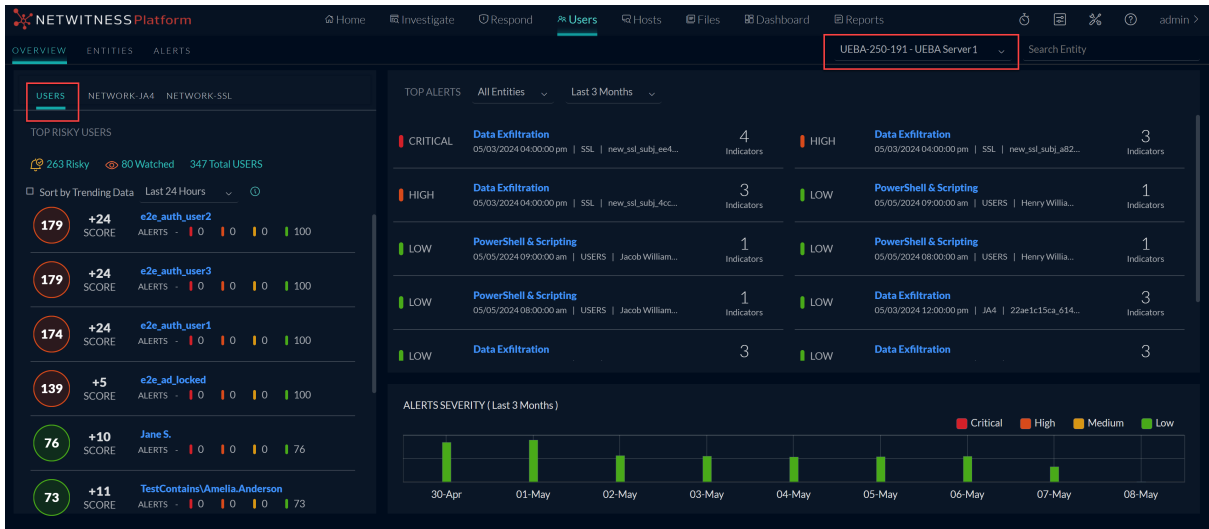 NETWITNESS Platform
Home Investigate Respond Users Hosts Files Dashboard Reports admin >
OVERVIEW ENTITIES ALERTS
UEBA-250-191 - UEBA Server1 Search Entity
USERS NETWORK-JA4 NETWORK-SSL
TOP RISKY USERS
263 Risky 80 Watched 347 Total USERS
Sort by Trending Data Last 24 Hours
179 +24 SCORE e2e_auth_user2
ALERTS - 0 0 0 100
179 +24 SCORE e2e_auth_user3
ALERTS - 0 0 0 100
174 +24 SCORE e2e_auth_user1
ALERTS - 0 0 0 100
139 +5 SCORE e2e_ad_locked
ALERTS - 0 0 0 100
76 +10 SCORE Jane S.
ALERTS - 0 0 0 76
73 +11 SCORE TestContains\Amelia.Anderson
ALERTS - 0 0 0 73
TOP ALERTS All Entities Last 3 Months
CRITICAL Data Exfiltration 4 Indicators
05/03/2024 04:00:00 pm | SSL | new_ssl_subj_ee4...
HIGH Data Exfiltration 3 Indicators
05/03/2024 04:00:00 pm | SSL | new_ssl_subj_a82...
HIGH Data Exfiltration 3 Indicators
05/03/2024 04:00:00 pm | SSL | new_ssl_subj_4cc...
LOW PowerShell & Scripting 1 Indicators
05/05/2024 09:00:00 am | USERS | Henry Willia...
LOW PowerShell & Scripting 1 Indicators
05/05/2024 09:00:00 am | USERS | Jacob William...
LOW PowerShell & Scripting 1 Indicators
05/05/2024 08:00:00 am | USERS | Henry Willia...
LOW PowerShell & Scripting 1 Indicators
05/05/2024 08:00:00 am | USERS | Jacob William...
LOW Data Exfiltration 3 Indicators
05/03/2024 12:00:00 pm | JA4 | 22ae1c15ca_614...
LOW Data Exfiltration 3
LOW Data Exfiltration 3
ALERTS SEVERITY ( Last 3 Months )
Critical High Medium Low
30-Apr 01-May 02-May 03-May 04-May 05-May 06-May 07-May 08-May